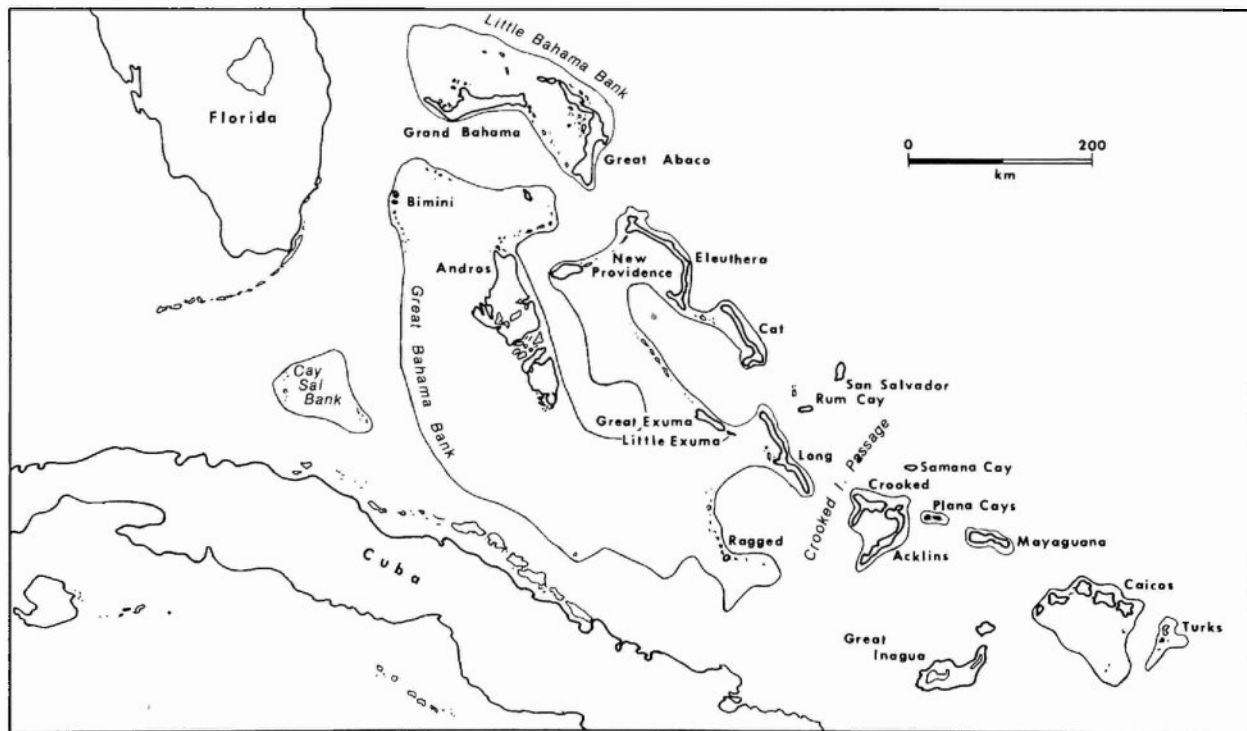 Little Bahama Bank
Florida
Grand Bahama
Great Abaco
0 200
km
Bimini
Great Bahama Bank
Andros
New
Providence
Eleuthera
Cat
Cay
Sal
Bank
San Salvador
Rum Cay
Great Exuma
Little Exuma
Long
Crooked I. Passage
Samana Cay
Crooked
Plana Cays
Ragged
Mayaguana
Acklins
Cuba
Caicos
Turks
Great
Inagua